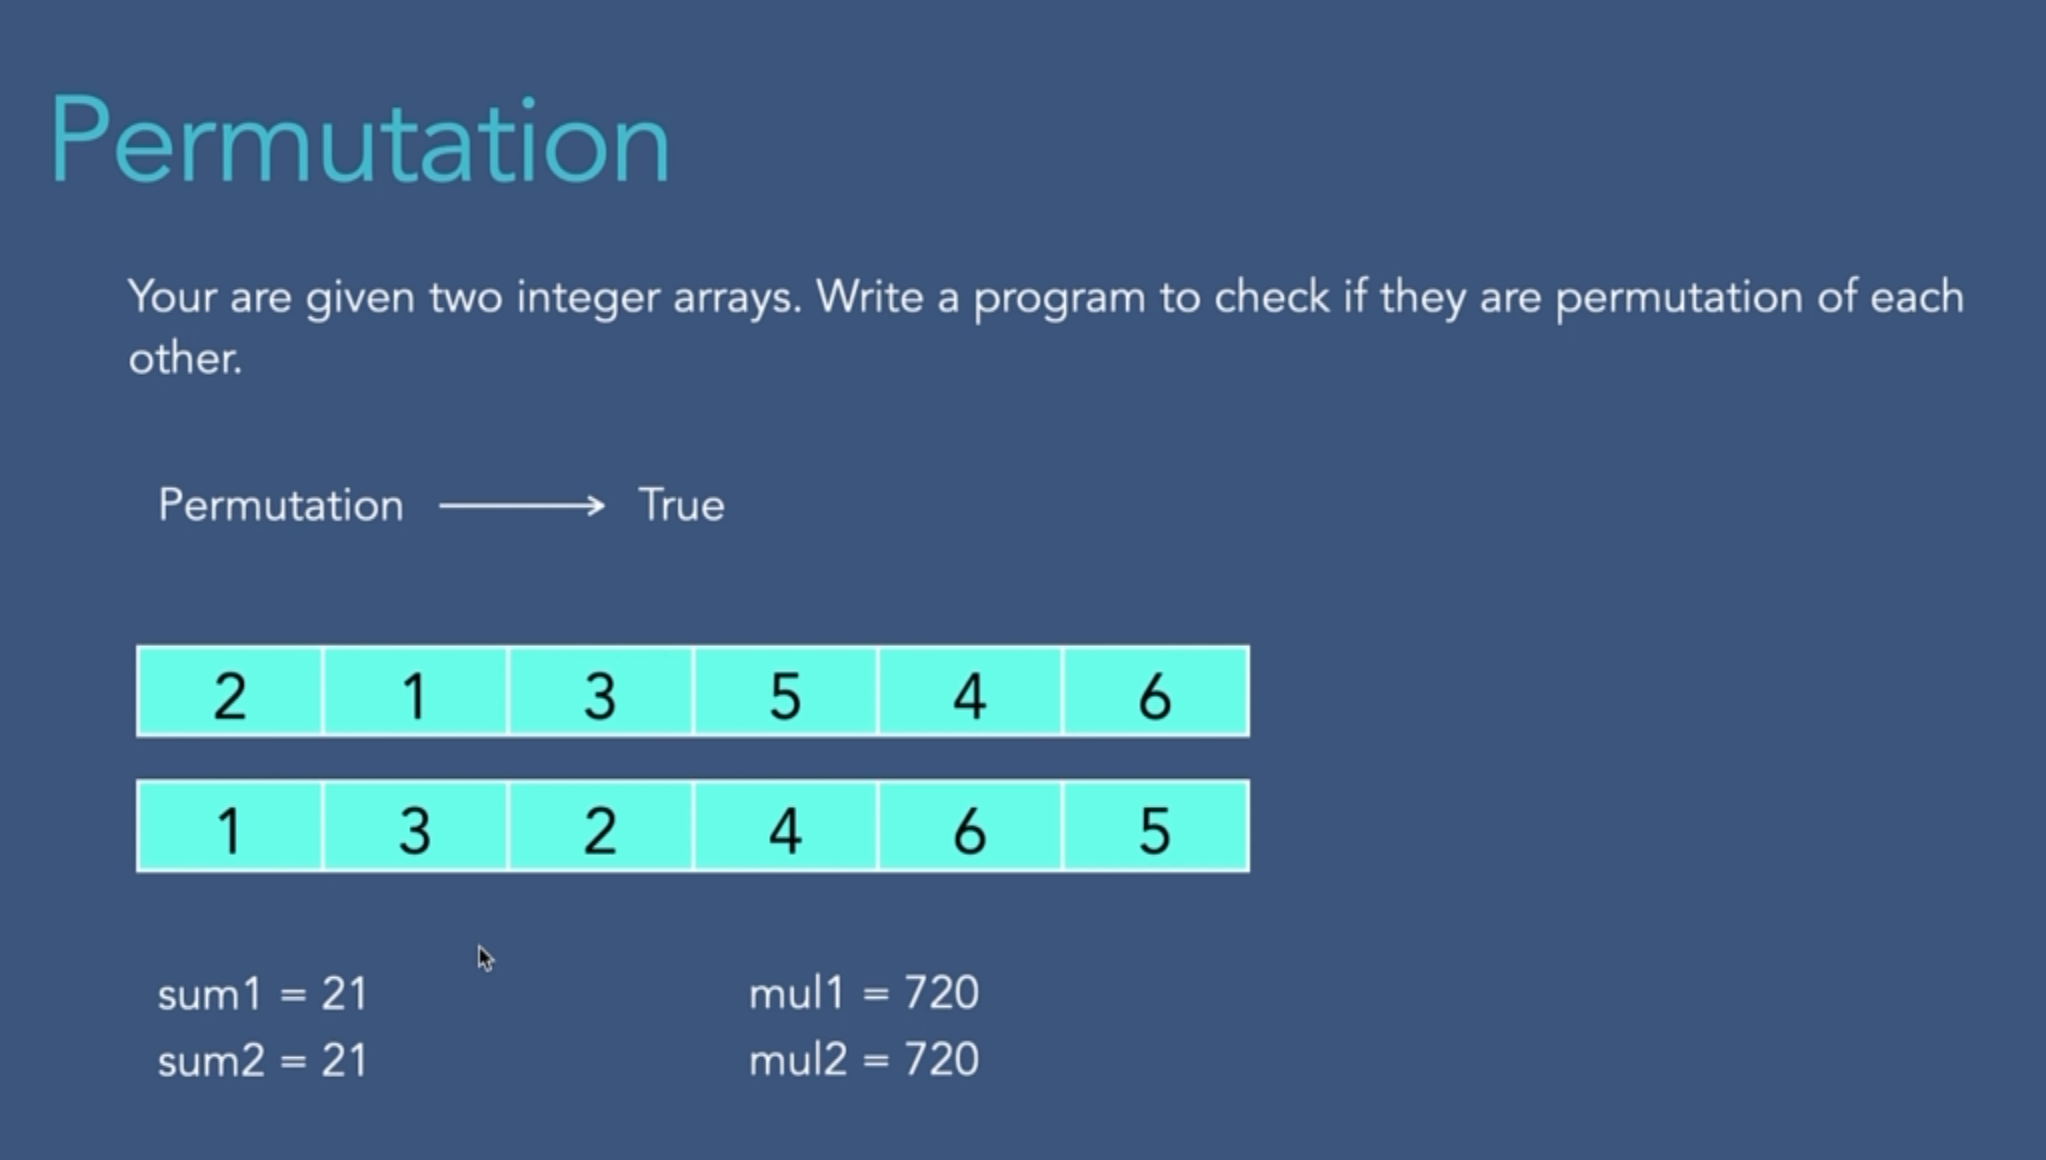 Permutation
Your are given two integer arrays. Write a program to check if they are permutation of each
other.
Permutation ⟶ True
2 1 3 5 4 6
1 3 2 4 6 5
sum1 = 21 mul1 = 720
sum2 = 21 mul2 = 720